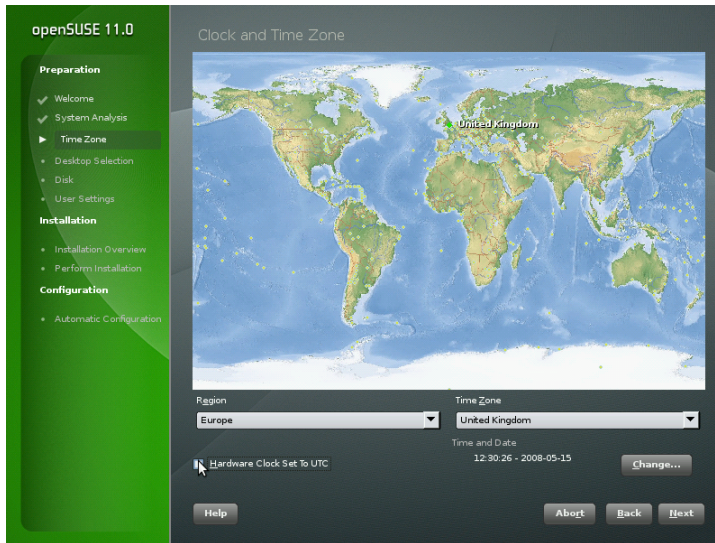 openSUSE 11.0
Preparation
Welcome
System Analysis
Time Zone
Desktop Selection
Disk
User Settings
Installation
Installation Overview
Perform Installation
Configuration
Automatic Configuration
Clock and Time Zone
United Kingdom
Region
Time Zone
Europe
United Kingdom
Hardware Clock Set To UTC
Time and Date
12:30:26 - 2008-05-15
Change...
Help
Abort
Back
Next